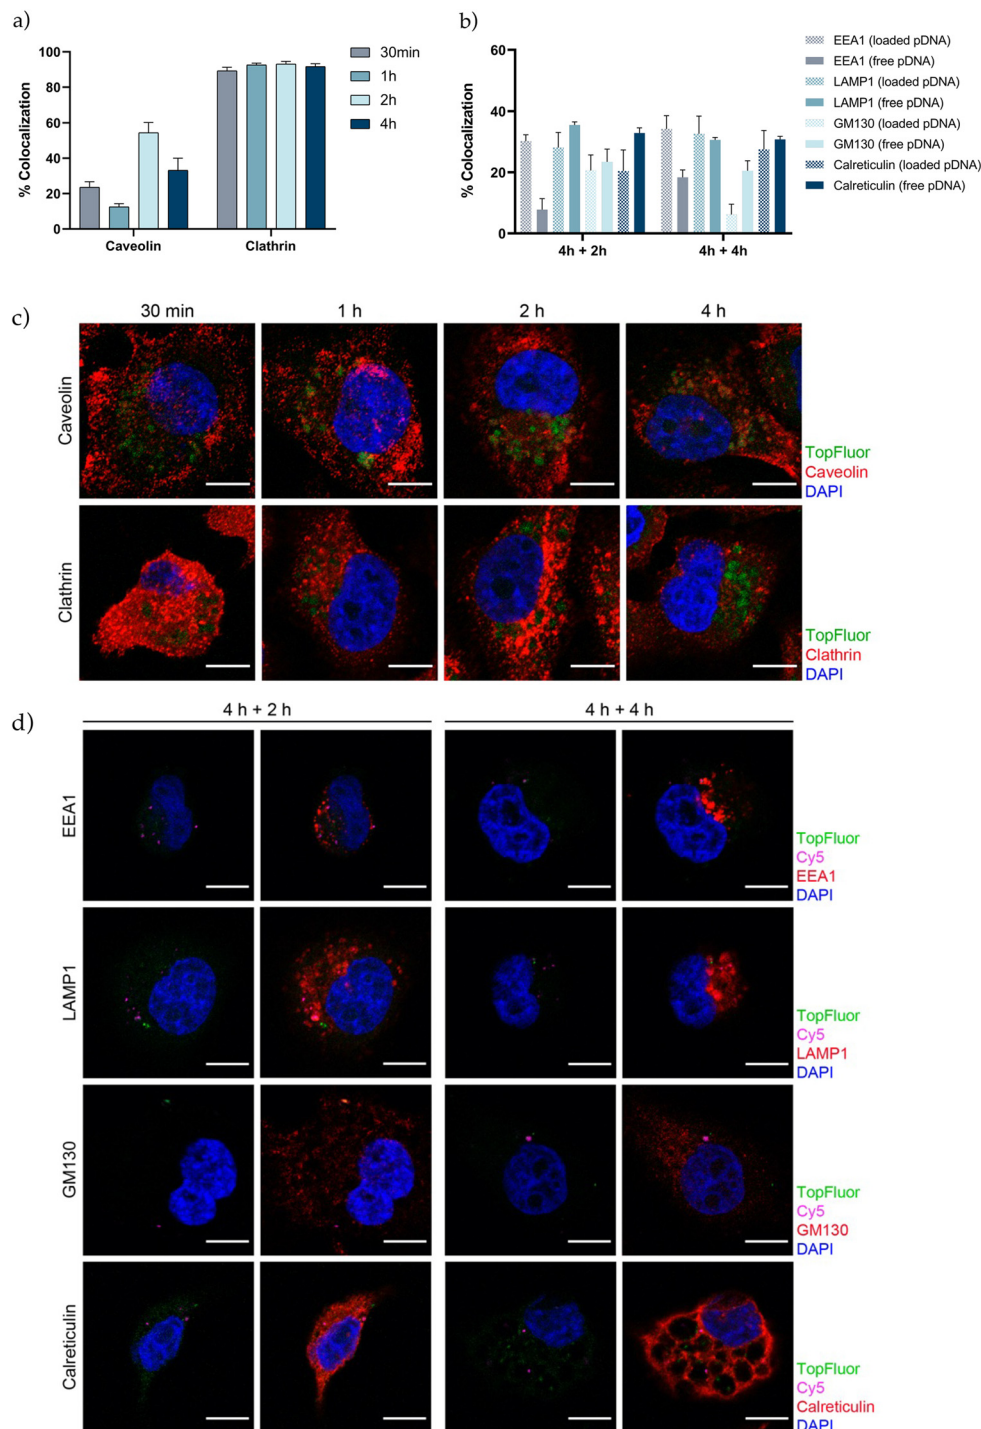 a)
% Colocalization
100
80
60
40
20
0
Caveolin
Clathrin
30min
1h
2h
4h
b)
% Colocalization
60
40
20
0
4h + 2h
4h + 4h
EEA1 (loaded pDNA)
EEA1 (free pDNA)
LAMP1 (loaded pDNA)
LAMP1 (free pDNA)
GM130 (loaded pDNA)
GM130 (free pDNA)
Calreticulin (loaded pDNA)
Calreticulin (free pDNA)
c)
30 min
1 h
2 h
4 h
Caveolin
TopFluor
Caveolin
DAPI
Clathrin
TopFluor
Clathrin
DAPI
d)
4 h + 2 h
4 h + 4 h
EEA1
TopFluor
Cy5
EEA1
DAPI
LAMP1
TopFluor
Cy5
LAMP1
DAPI
GM130
TopFluor
Cy5
GM130
DAPI
Calreticulin
TopFluor
Cy5
Calreticulin
DAPI